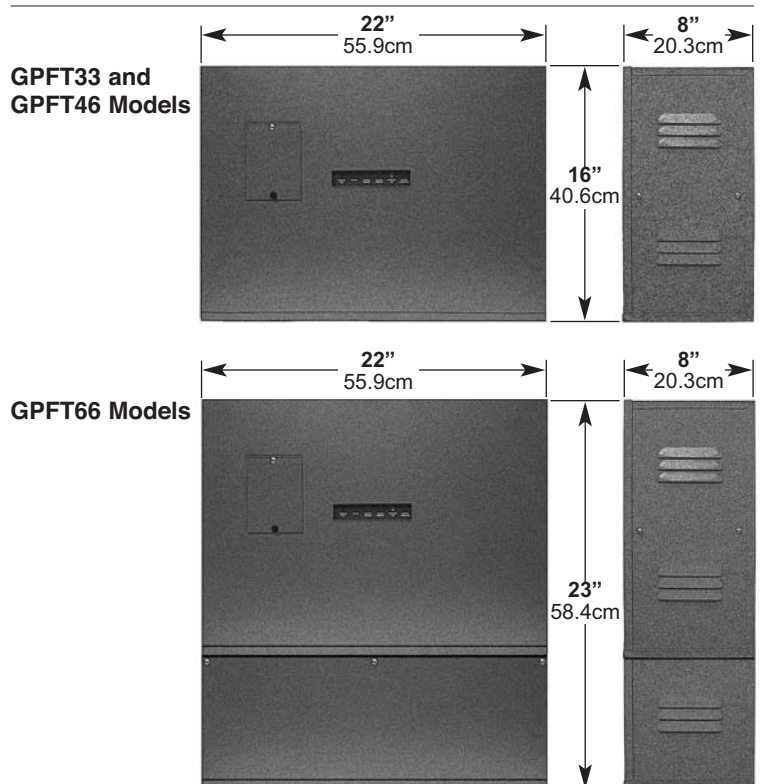 22”
55.9cm
8”
20.3cm
GPFT33 and
GPFT46 Models
16”
40.6cm
22”
55.9cm
8”
20.3cm
GPFT66 Models
23”
58.4cm